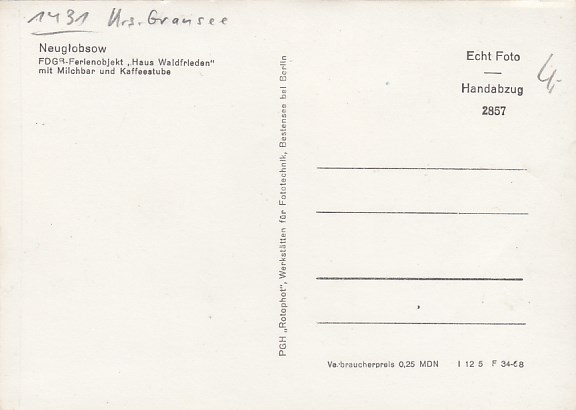 1431 Krs. Gransee
Neuglobsow
FDGB-Ferienobjekt „Haus Waldfrieden"
mit Milchbar und Kaffeestube
PGH „Rotophot", Werkstätten für Fototechnik, Bestensee bei Berlin
Echt Foto
—
Handabzug
2857
4,-
Verbraucherpreis 0,25 MDN I 12 5 F 34-68